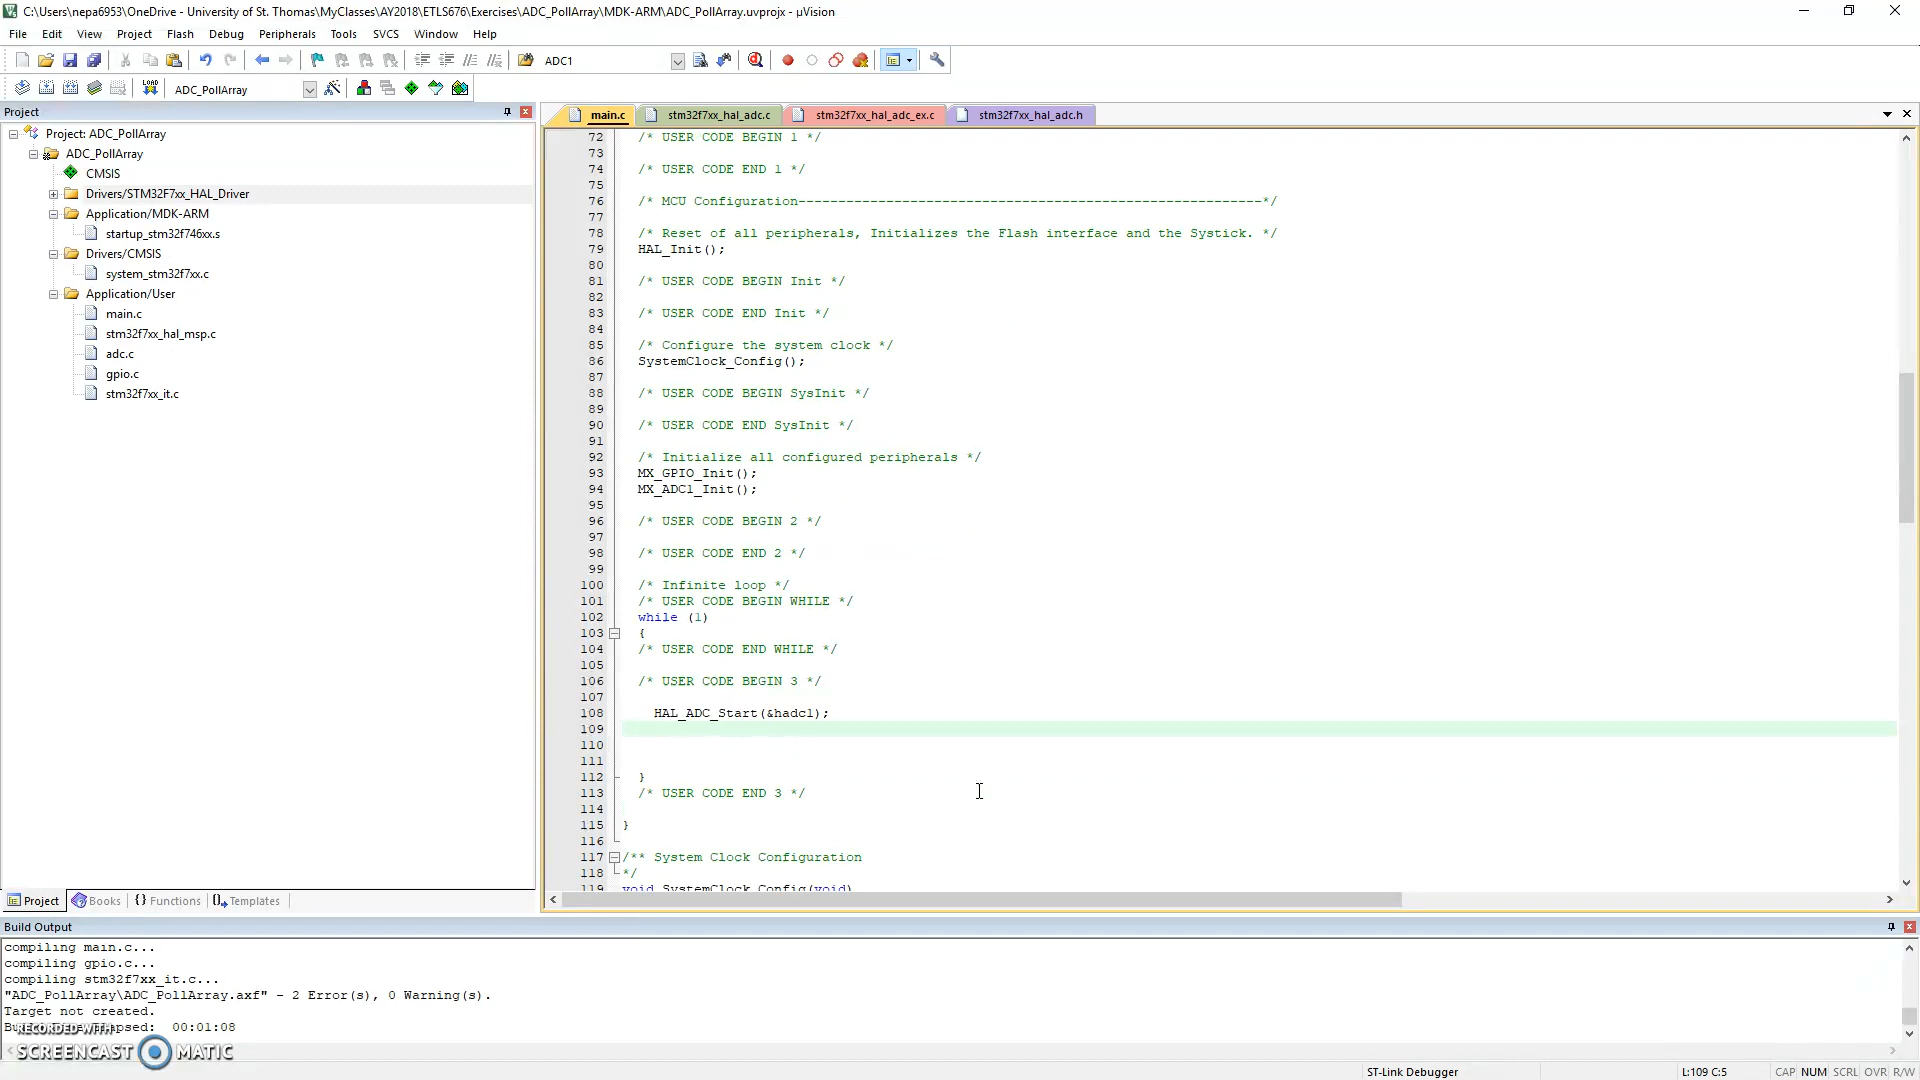 C:\Users\nepa6953\OneDrive - University of St. Thomas\MyClasses\AY2018\ETLS676\Exercises\ADC_PollArray\MDK-ARM\ADC_PollArray.uvprojx - µVision
File Edit View Project Flash Debug Peripherals Tools SVCS Window Help
ADC1
LOAD
ADC_PollArray
Project
Project: ADC_PollArray
ADC_PollArray
CMSIS
Drivers/STM32F7xx_HAL_Driver
Application/MDK-ARM
startup_stm32f746xx.s
Drivers/CMSIS
system_stm32f7xx.c
Application/User
main.c
stm32f7xx_hal_msp.c
adc.c
gpio.c
stm32f7xx_it.c
Project Books {} Functions Templates
main.c stm32f7xx_hal_adc.c stm32f7xx_hal_adc_ex.c stm32f7xx_hal_adc.h
72 /* USER CODE BEGIN 1 */
73
74 /* USER CODE END 1 */
75
76 /* MCU Configuration----------------------------------------------------------*/
77
78 /* Reset of all peripherals, Initializes the Flash interface and the Systick. */
79 HAL_Init();
80
81 /* USER CODE BEGIN Init */
82
83 /* USER CODE END Init */
84
85 /* Configure the system clock */
86 SystemClock_Config();
87
88 /* USER CODE BEGIN SysInit */
89
90 /* USER CODE END SysInit */
91
92 /* Initialize all configured peripherals */
93 MX_GPIO_Init();
94 MX_ADC1_Init();
95
96 /* USER CODE BEGIN 2 */
97
98 /* USER CODE END 2 */
99
100 /* Infinite loop */
101 /* USER CODE BEGIN WHILE */
102 while (1)
103 {
104 /* USER CODE END WHILE */
105
106 /* USER CODE BEGIN 3 */
107
108 HAL_ADC_Start(&hadc1);
109
110
111
112 }
113 /* USER CODE END 3 */
114
115 }
116
117 /** System Clock Configuration
118 */
119 void SystemClock_Config(void)
Build Output
compiling main.c...
compiling gpio.c...
compiling stm32f7xx_it.c...
"ADC_PollArray\ADC_PollArray.axf" - 2 Error(s), 0 Warning(s).
Target not created.
00:01:08
RECORDED WITH
SCREENCAST MATIC
ST-Link Debugger L:109 C:5 CAP NUM SCRL OVR R/W